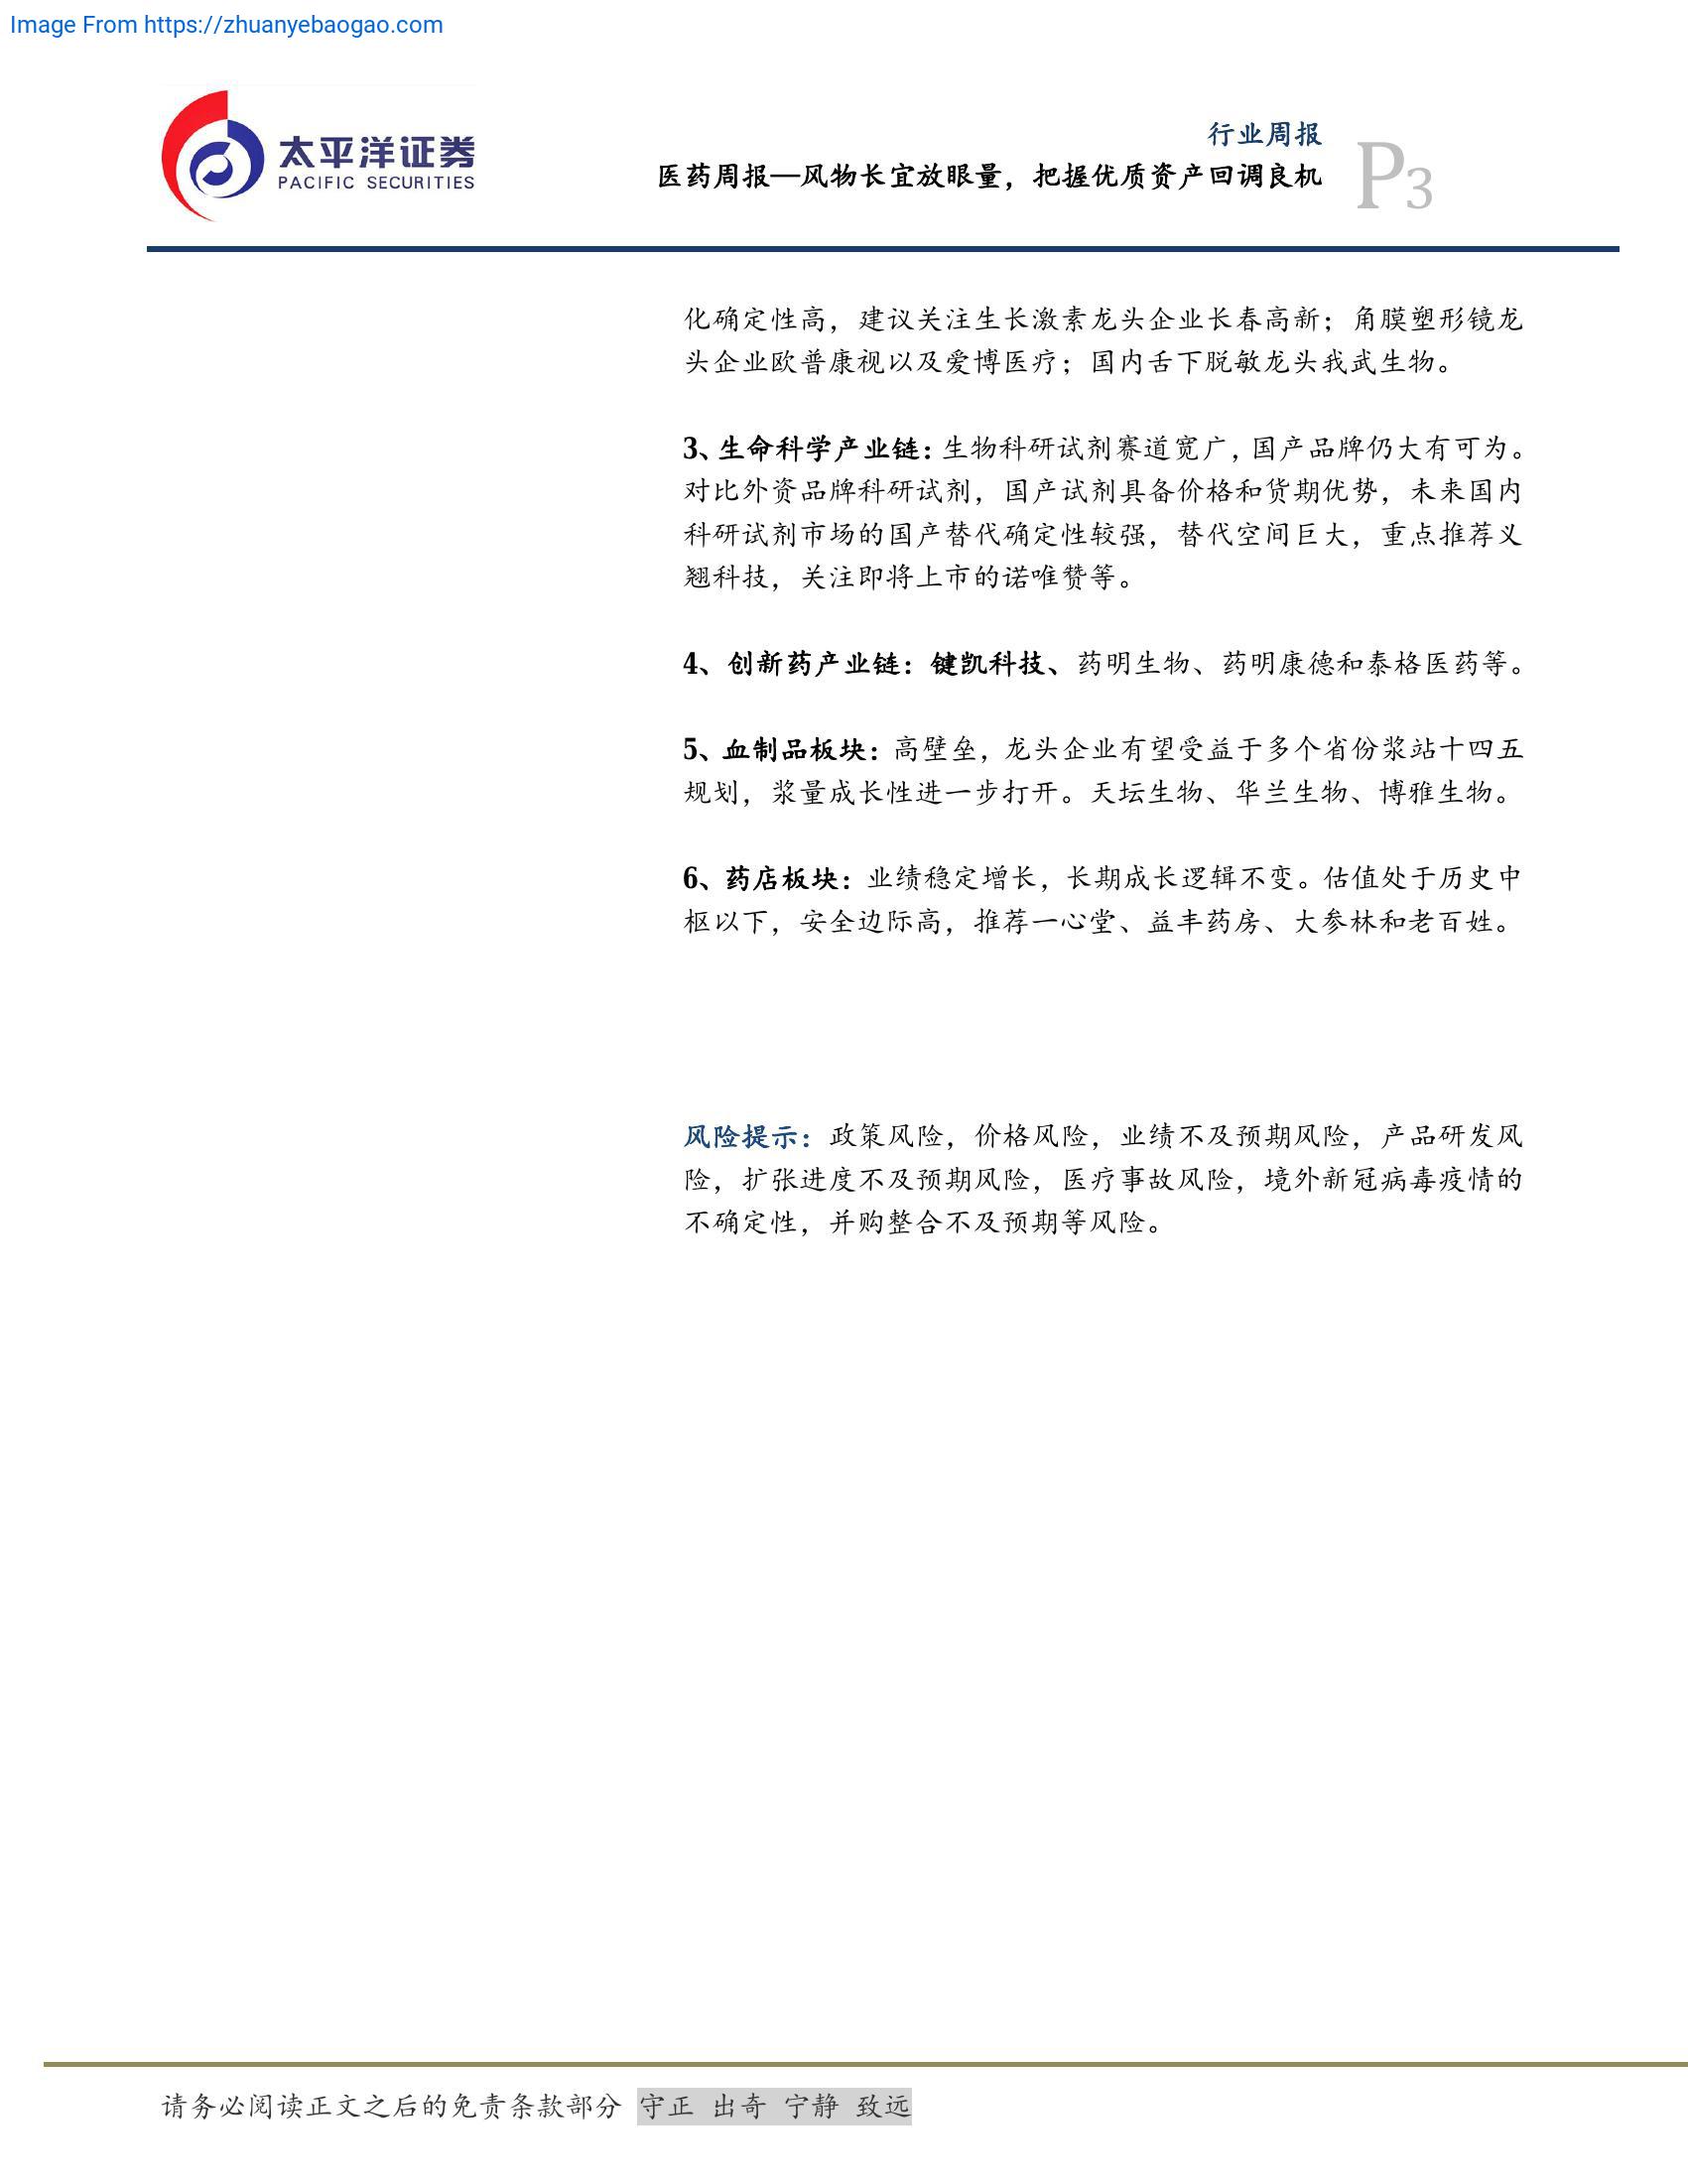 Image From https://zhuanyebaogao.com
太平洋证券
PACIFIC SECURITIES
行业周报
医药周报—风物长宜放眼量，把握优质资产回调良机
P3
化确定性高，建议关注生长激素龙头企业长春高新；角膜塑形镜龙
头企业欧普康视以及爱博医疗；国内舌下脱敏龙头我武生物。
3、生命科学产业链：生物科研试剂赛道宽广，国产品牌仍大有可为。
对比外资品牌科研试剂，国产试剂具备价格和货期优势，未来国内
科研试剂市场的国产替代确定性较强，替代空间巨大，重点推荐义
翘科技，关注即将上市的诺唯赞等。
4、创新药产业链：键凯科技、药明生物、药明康德和泰格医药等。
5、血制品板块：高壁垒，龙头企业有望受益于多个省份浆站十四五
规划，浆量成长性进一步打开。天坛生物、华兰生物、博雅生物。
6、药店板块：业绩稳定增长，长期成长逻辑不变。估值处于历史中
枢以下，安全边际高，推荐一心堂、益丰药房、大参林和老百姓。
风险提示：政策风险，价格风险，业绩不及预期风险，产品研发风
险，扩张进度不及预期风险，医疗事故风险，境外新冠病毒疫情的
不确定性，并购整合不及预期等风险。
请务必阅读正文之后的免责条款部分 守正 出奇 宁静 致远